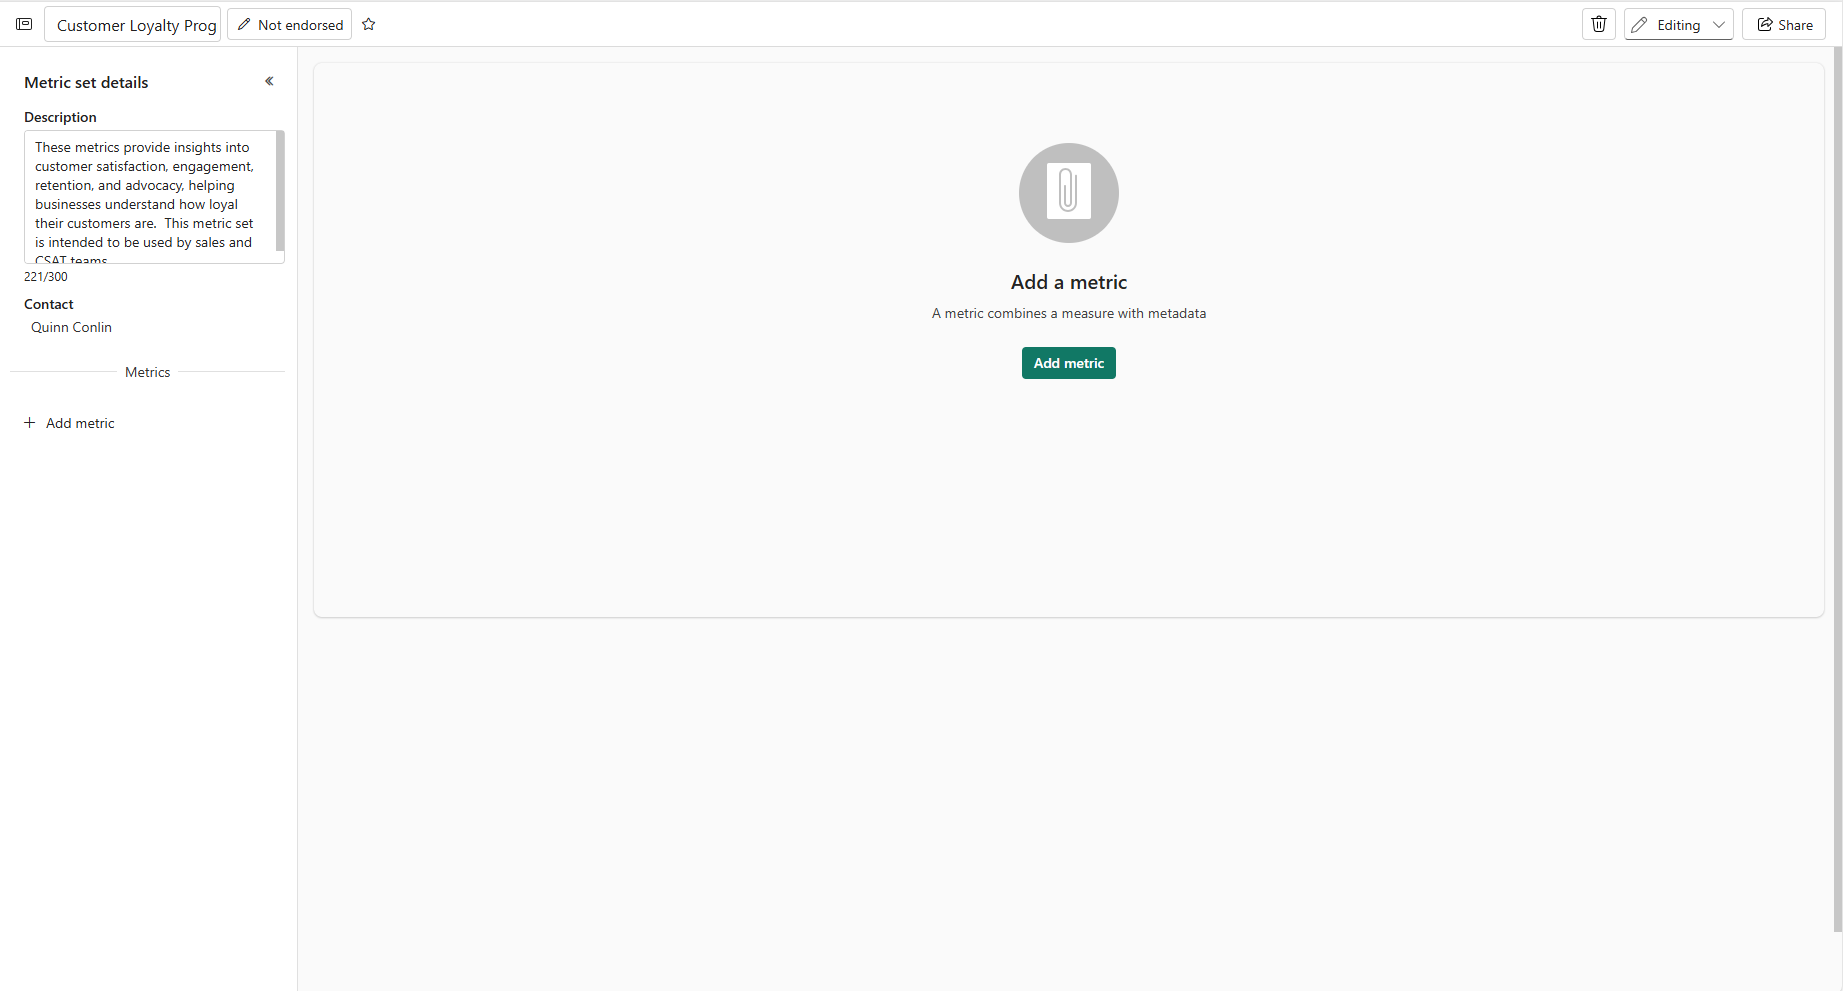 Customer Loyalty Prog
Not endorsed
Editing
Share
Metric set details
Description
These metrics provide insights into
customer satisfaction, engagement,
retention, and advocacy, helping
businesses understand how loyal
their customers are.  This metric set
is intended to be used by sales and
CSAT teams
221/300
Contact
Quinn Conlin
Metrics
+ Add metric
Add a metric
A metric combines a measure with metadata
Add metric